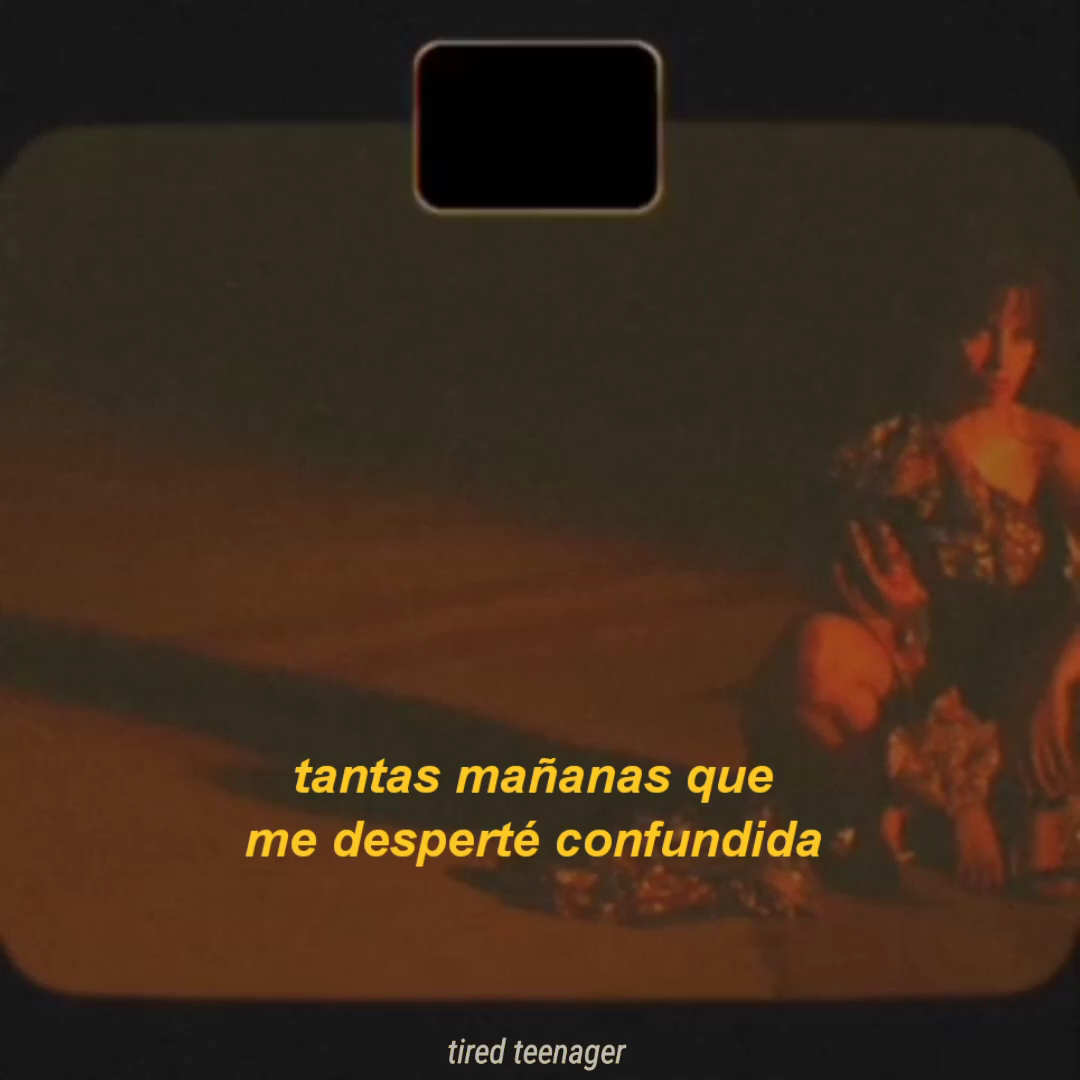 tantas mañanas que
me desperté confundida
tired teenager